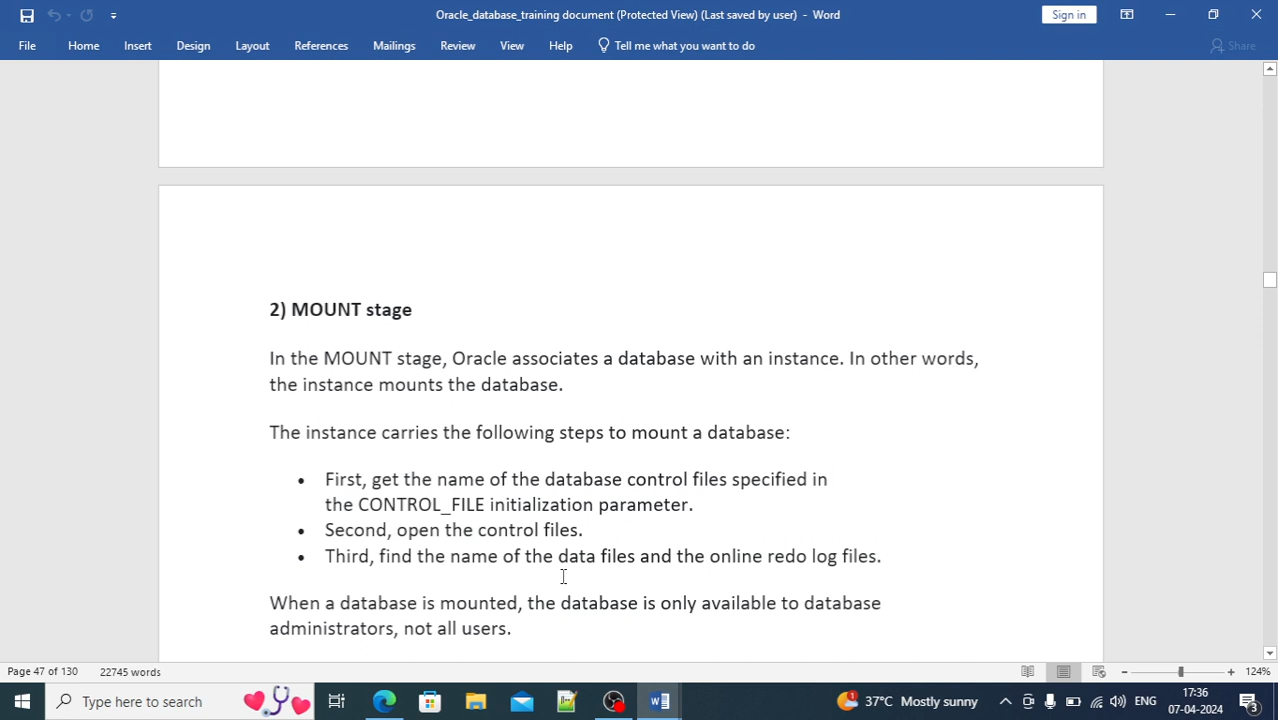 Oracle_database_training document (Protected View) (Last saved by user) - Word
Sign in
File Home Insert Design Layout References Mailings Review View Help Tell me what you want to do Share
2) MOUNT stage
In the MOUNT stage, Oracle associates a database with an instance. In other words,
the instance mounts the database.
The instance carries the following steps to mount a database:
• First, get the name of the database control files specified in
the CONTROL_FILE initialization parameter.
• Second, open the control files.
• Third, find the name of the data files and the online redo log files.
When a database is mounted, the database is only available to database
administrators, not all users.
Page 47 of 130 22745 words 124%
Type here to search 1 37°C Mostly sunny ENG 17:36
07-04-2024 3